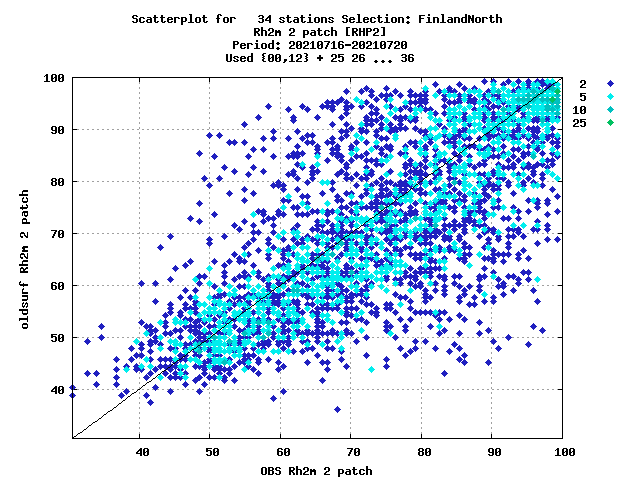 Scatterplot for   34 stations Selection: FinlandNorth
Rh2m 2 patch [RHP2]
Period: 20210716-20210720
Used {00,12} + 25 26 ... 36
100
90
80
70
60
50
40
2
5
10
25
oldsurf Rh2m 2 patch
40 50 60 70 80 90 100
OBS Rh2m 2 patch